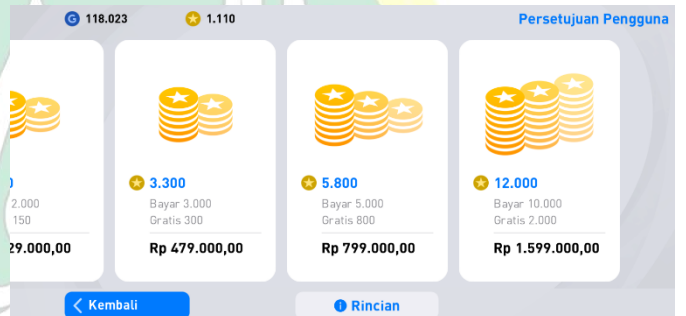 G 118.023 1.110 Persetujuan Pengguna
3.300 5.800 12.000
2.000 Bayar 3.000 Bayar 5.000 Bayar 10.000
150 Gratis 300 Gratis 800 Gratis 2.000
29.000,00 Rp 479.000,00 Rp 799.000,00 Rp 1.599.000,00
Kembali Rincian